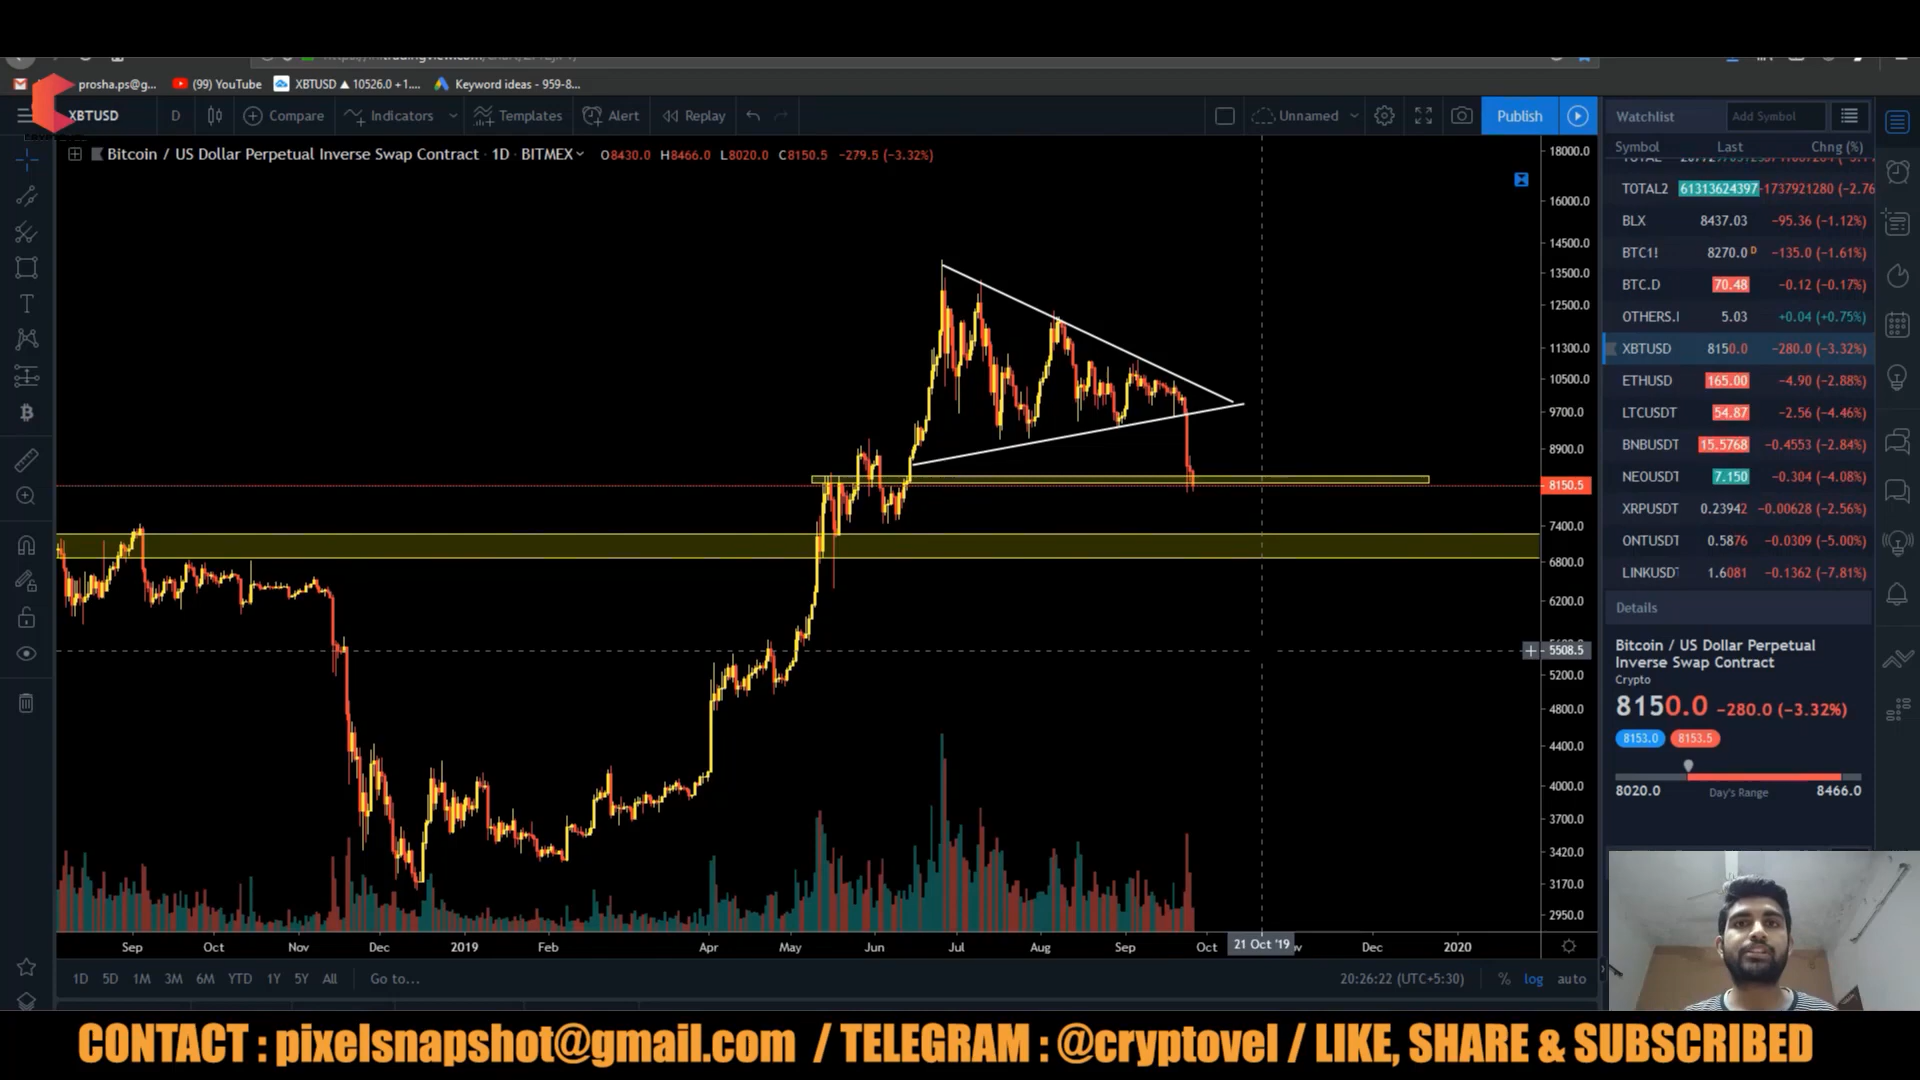 prosha.ps@g... (99) YouTube XBTUSD ▲ 10526.0 +1.... Keyword ideas - 959-8...
XBTUSD D Compare Indicators Templates Alert Replay Unnamed Publish
Bitcoin / US Dollar Perpetual Inverse Swap Contract · 1D · BITMEX O8430.0 H8466.0 L8020.0 C8150.5 -279.5 (-3.32%)
18000.0
16000.0
14500.0
13500.0
12500.0
11300.0
10500.0
9700.0
8900.0
8150.5
7400.0
6800.0
6200.0
5508.5
5200.0
4800.0
4400.0
4000.0
3700.0
3420.0
3170.0
2950.0
Sep Oct Nov Dec 2019 Feb Apr May Jun Jul Aug Sep Oct 21 Oct '19 Dec 2020
1D 5D 1M 3M 6M YTD 1Y 5Y All Go to... 20:26:22 (UTC+5:30) % log auto
Watchlist Add Symbol
Symbol Last Chng (%)
TOTAL2 61313624397 -1737921280 (-2.76
BLX 8437.03 -95.36 (-1.12%)
BTC1! 8270.0 D -135.0 (-1.61%)
BTC.D 70.48 -0.12 (-0.17%)
OTHERS.I 5.03 +0.04 (+0.75%)
XBTUSD 8150.0 -280.0 (-3.32%)
ETHUSD 165.00 -4.90 (-2.88%)
LTCUSDT 54.87 -2.56 (-4.46%)
BNBUSDT 15.5768 -0.4553 (-2.84%)
NEOUSDT 7.150 -0.304 (-4.08%)
XRPUSDT 0.23942 -0.00628 (-2.56%)
ONTUSDT 0.5876 -0.0309 (-5.00%)
LINKUSD 1.6081 -0.1362 (-7.81%)
Details
Bitcoin / US Dollar Perpetual
Inverse Swap Contract
Crypto
8150.0 -280.0 (-3.32%)
8153.0 8153.5
8020.0 Day's Range 8466.0
CONTACT : pixelsnapshot@gmail.com / TELEGRAM : @cryptovel / LIKE, SHARE & SUBSCRIBED